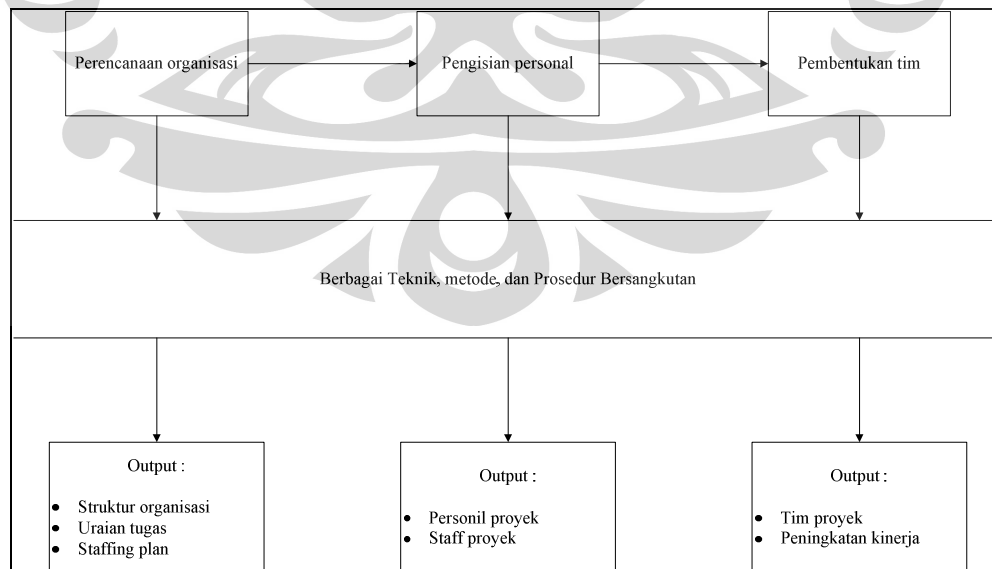 Perencanaan organisasi
Pengisian personal
Pembentukan tim
Berbagai Teknik, metode, dan Prosedur Bersangkutan
Output :
● Struktur organisasi
● Uraian tugas
● Staffing plan
Output :
● Personil proyek
● Staff proyek
Output :
● Tim proyek
● Peningkatan kinerja